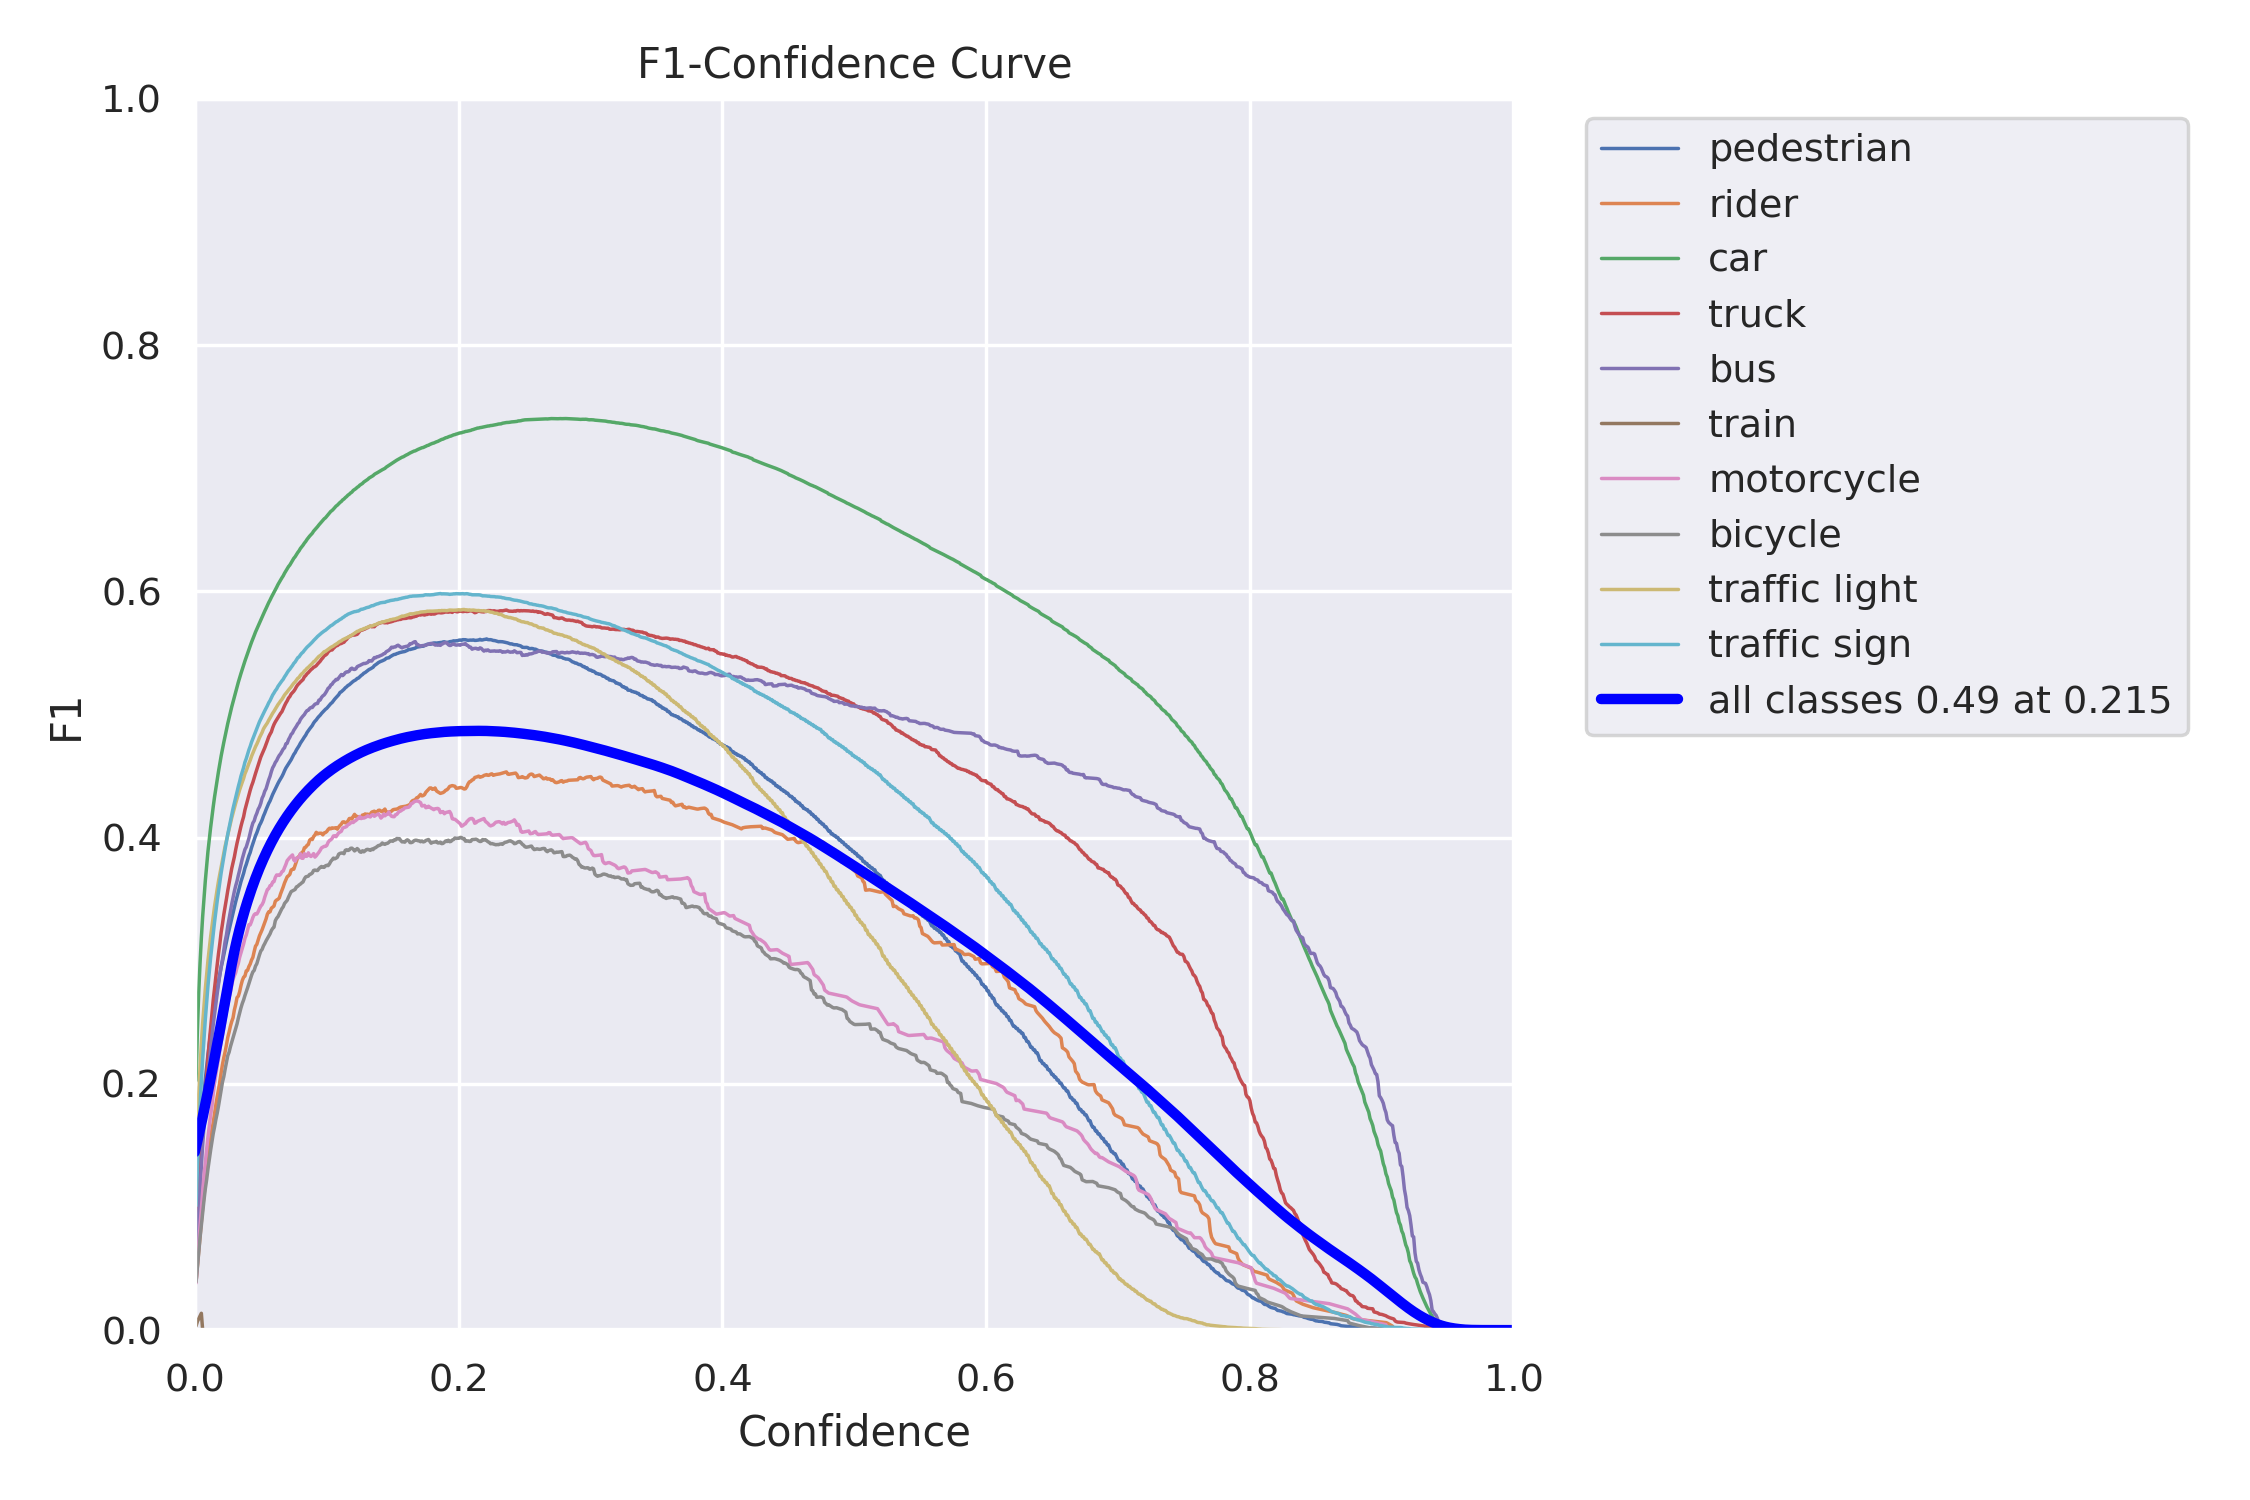 F1-Confidence Curve
1.0
0.8
0.6
0.4
0.2
0.0
F1
0.0 0.2 0.4 0.6 0.8 1.0
Confidence
pedestrian
rider
car
truck
bus
train
motorcycle
bicycle
traffic light
traffic sign
all classes 0.49 at 0.215